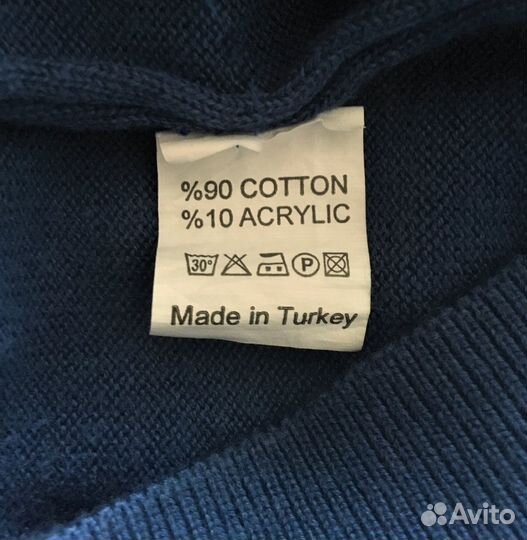 %90 COTTON
%10 ACRYLIC
30° P
Made in Turkey
Avito